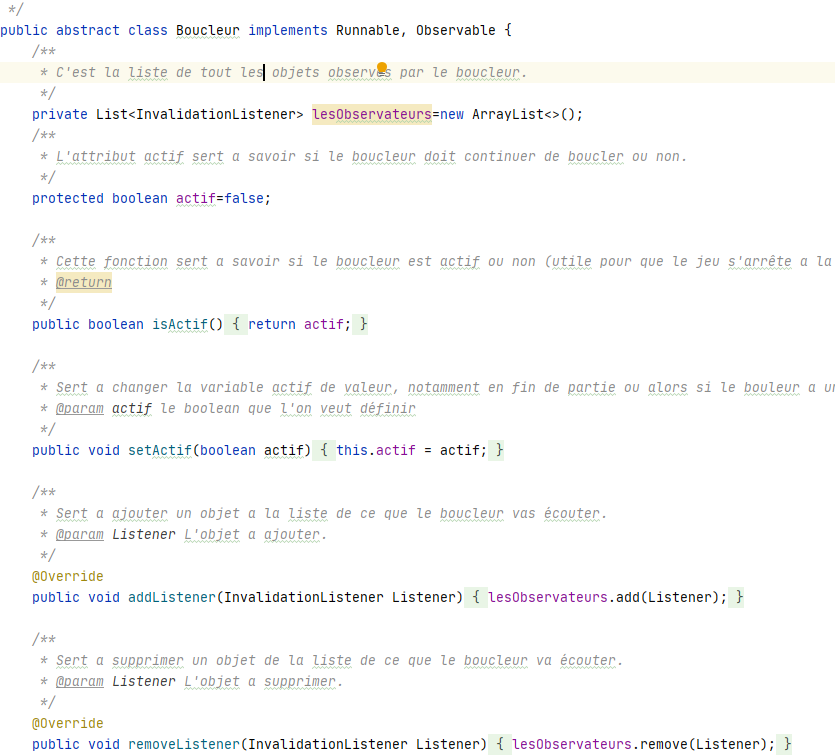 */
public abstract class Boucleur implements Runnable, Observable {
/**
* C'est la liste de tout les objets observés par le boucleur.
*/
private List<InvalidationListener> lesObservateurs=new ArrayList<>();
/**
* L'attribut actif sert a savoir si le boucleur doit continuer de boucler ou non.
*/
protected boolean actif=false;
/**
* Cette fonction sert a savoir si le boucleur est actif ou non (utile pour que le jeu s'arrête a la
* @return
*/
public boolean isActif() { return actif; }
/**
* Sert a changer la variable actif de valeur, notamment en fin de partie ou alors si le bouleur a un
* @param actif le boolean que l'on veut définir
*/
public void setActif(boolean actif) { this.actif = actif; }
/**
* Sert a ajouter un objet a la liste de ce que le boucleur vas écouter.
* @param Listener L'objet a ajouter.
*/
@Override
public void addListener(InvalidationListener Listener) { lesObservateurs.add(Listener); }
/**
* Sert a supprimer un objet de la liste de ce que le boucleur va écouter.
* @param Listener L'objet a supprimer.
*/
@Override
public void removeListener(InvalidationListener Listener) { lesObservateurs.remove(Listener); }